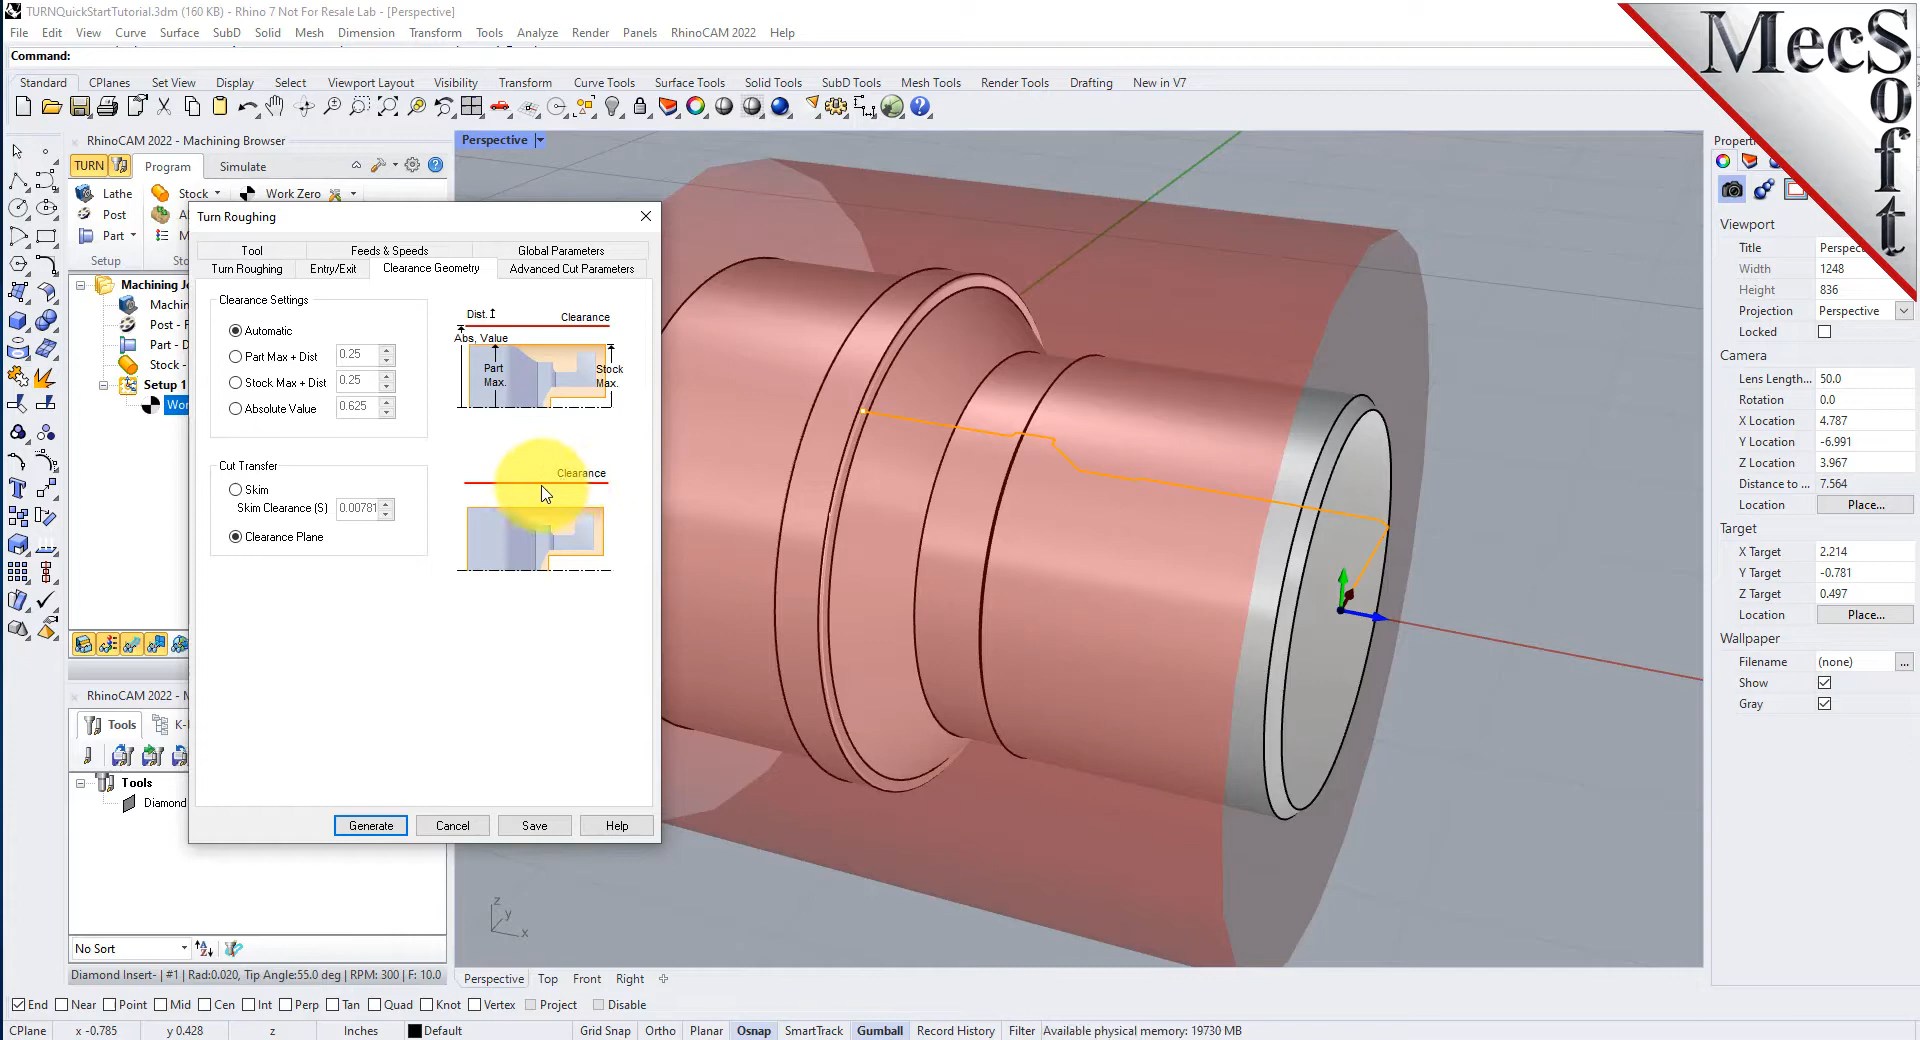 TURNQuickStartTutorial.3dm (160 KB) - Rhino 7 Not For Resale Lab - [Perspective]
File Edit View Curve Surface SubD Solid Mesh Dimension Transform Tools Analyze Render Panels RhinoCAM 2022 Help
Command:
Standard CPlanes Set View Display Select Viewport Layout Visibility Transform Curve Tools Surface Tools Solid Tools SubD Tools Mesh Tools Render Tools Drafting New in V7
MecSoft
RhinoCAM 2022 - Machining Browser
TURN Program Simulate
Lathe Stock Work Zero
Post
Part
Setup
Machining Jo
Machin
Post - F
Part - D
Stock -
Setup 1
Wor
Turn Roughing
Tool Feeds & Speeds Global Parameters
Turn Roughing Entry/Exit Clearance Geometry Advanced Cut Parameters
Clearance Settings
Automatic
Part Max + Dist 0.25
Stock Max + Dist 0.25
Absolute Value 0.625
Dist. Clearance
Abs, Value
Part Max.
Stock Max.
Cut Transfer
Skim
Skim Clearance (S) 0.00781
Clearance Plane
Clearance
Generate Cancel Save Help
RhinoCAM 2022 - M
Tools K-
Tools
Diamond
No Sort
Diamond Insert- | #1 | Rad:0.020, Tip Angle:55.0 deg | RPM: 300 | F: 10.0
Perspective
z
y
x
Perspective Top Front Right
Properti
Viewport
Title Perspec
Width 1248
Height 836
Projection Perspective
Locked
Camera
Lens Length... 50.0
Rotation 0.0
X Location 4.787
Y Location -6.991
Z Location 3.967
Distance to ... 7.564
Location Place...
Target
X Target 2.214
Y Target -0.781
Z Target 0.497
Location Place...
Wallpaper
Filename (none) ...
Show
Gray
End Near Point Mid Cen Int Perp Tan Quad Knot Vertex Project Disable
CPlane x -0.785 y 0.428 z Inches Default Grid Snap Ortho Planar Osnap SmartTrack Gumball Record History Filter Available physical memory: 19730 MB